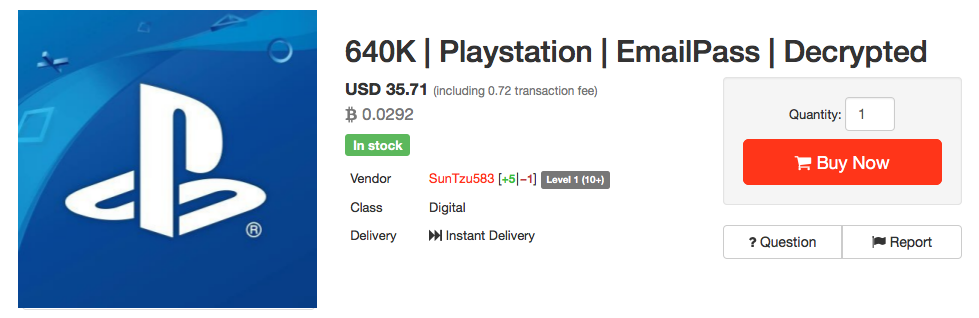 640K | Playstation | EmailPass | Decrypted
USD 35.71 (including 0.72 transaction fee)
฿ 0.0292
In stock
Vendor SunTzu583 [+5|−1] Level 1 (10+)
Class Digital
Delivery Instant Delivery
Quantity: 1
Buy Now
? Question
Report
®